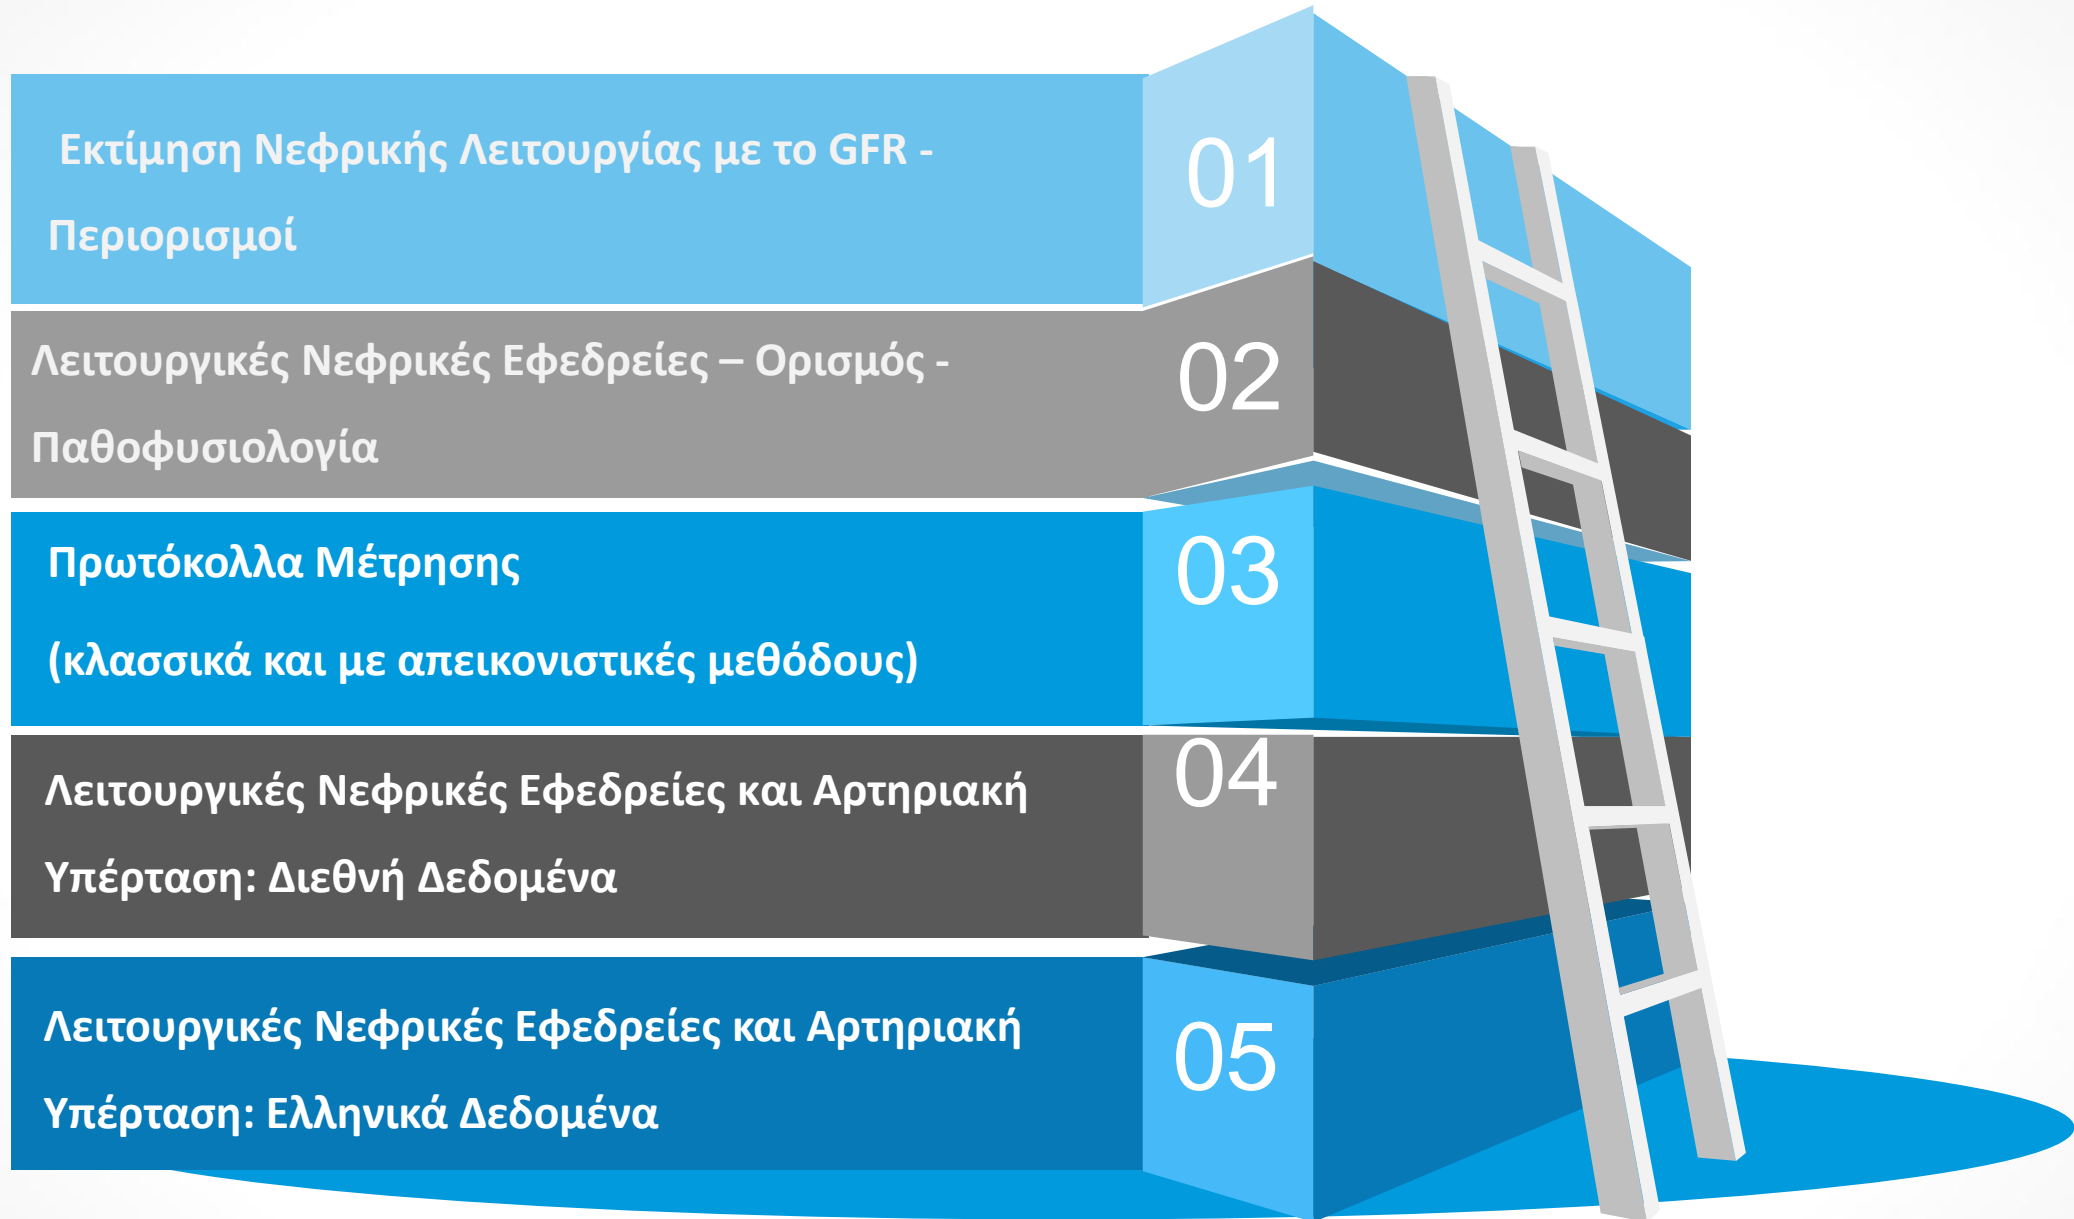 Εκτίμηση Νεφρικής Λειτουργίας με το GFR -
Περιορισμοί
01
Λειτουργικές Νεφρικές Εφεδρείες – Ορισμός -
Παθοφυσιολογία
02
Πρωτόκολλα Μέτρησης
(κλασσικά και με απεικονιστικές μεθόδους)
03
Λειτουργικές Νεφρικές Εφεδρείες και Αρτηριακή
Υπέρταση: Διεθνή Δεδομένα
04
Λειτουργικές Νεφρικές Εφεδρείες και Αρτηριακή
Υπέρταση: Ελληνικά Δεδομένα
05